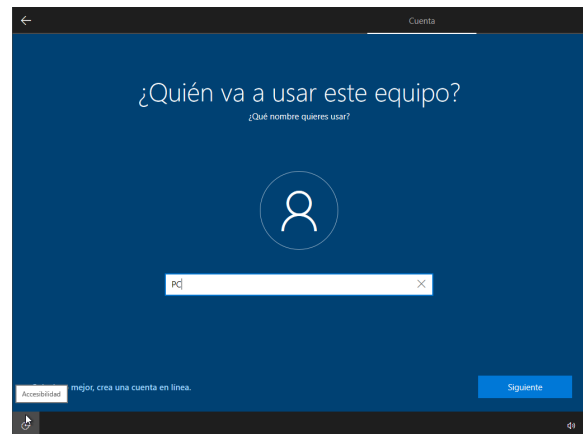 Cuenta
¿Quién va a usar este equipo?
¿Qué nombre quieres usar?
PC
mejor, crea una cuenta en línea.
Accesibilidad
Siguiente